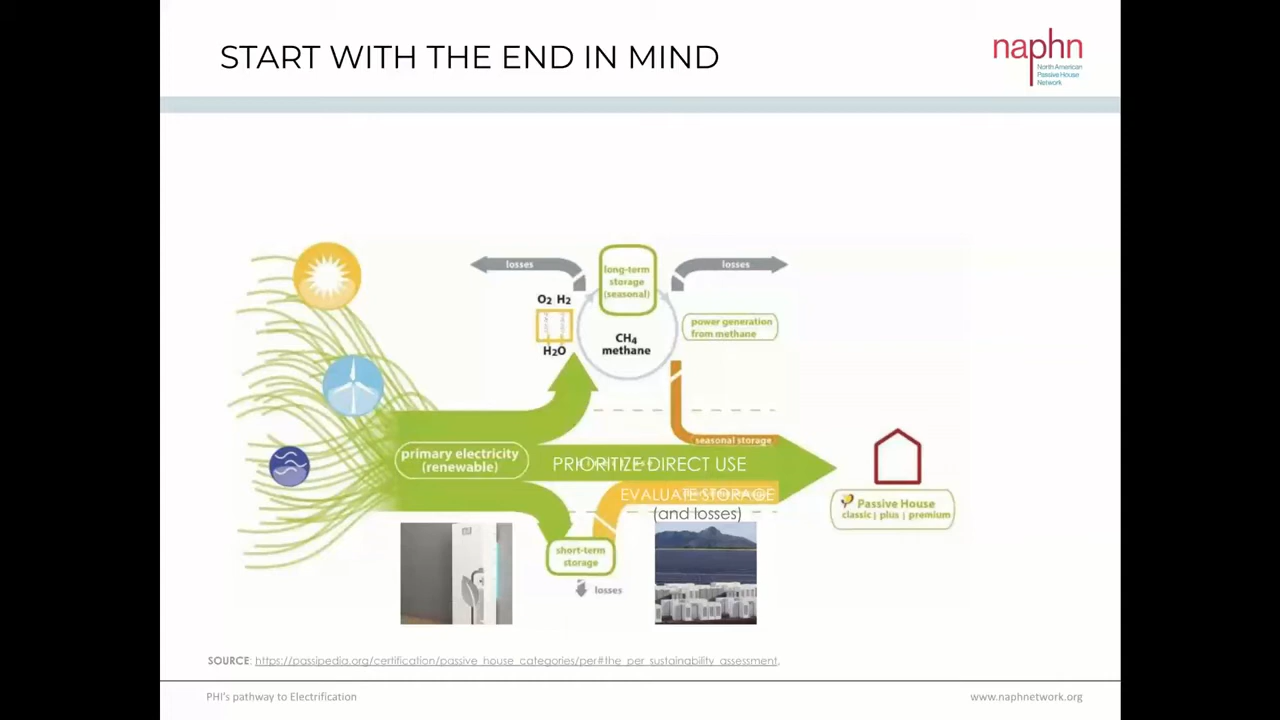 START WITH THE END IN MIND
naphn
North American
Passive House
Network
losses
long-term
storage
(seasonal)
losses
O2 H2
H2O
CH4
methane
power generation
from methane
seasonal storage
primary electricity
(renewable)
PRIORITIZE DIRECT USE
EVALUATE STORAGE
(and losses)
Passive House
classic | plus | premium
short-term
storage
losses
SOURCE: https://passipedia.org/certification/passive_house_categories/per#the_per_sustainability_assessment.
PHI's pathway to Electrification
www.naphnetwork.org